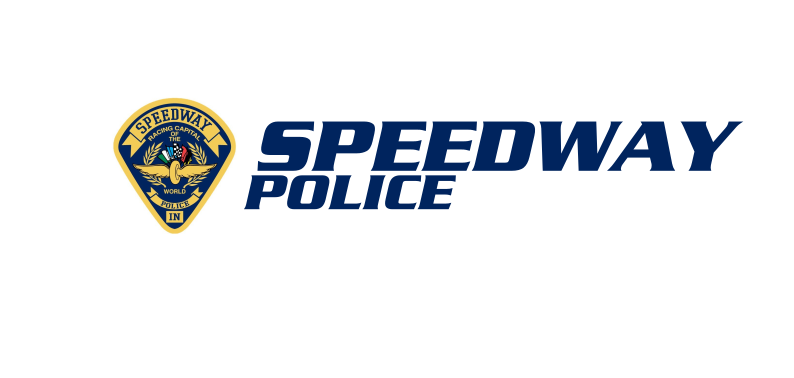 SPEEDWAY
RACING CAPITAL
OF
THE
WORLD
POLICE
IN
SPEEDWAY
POLICE